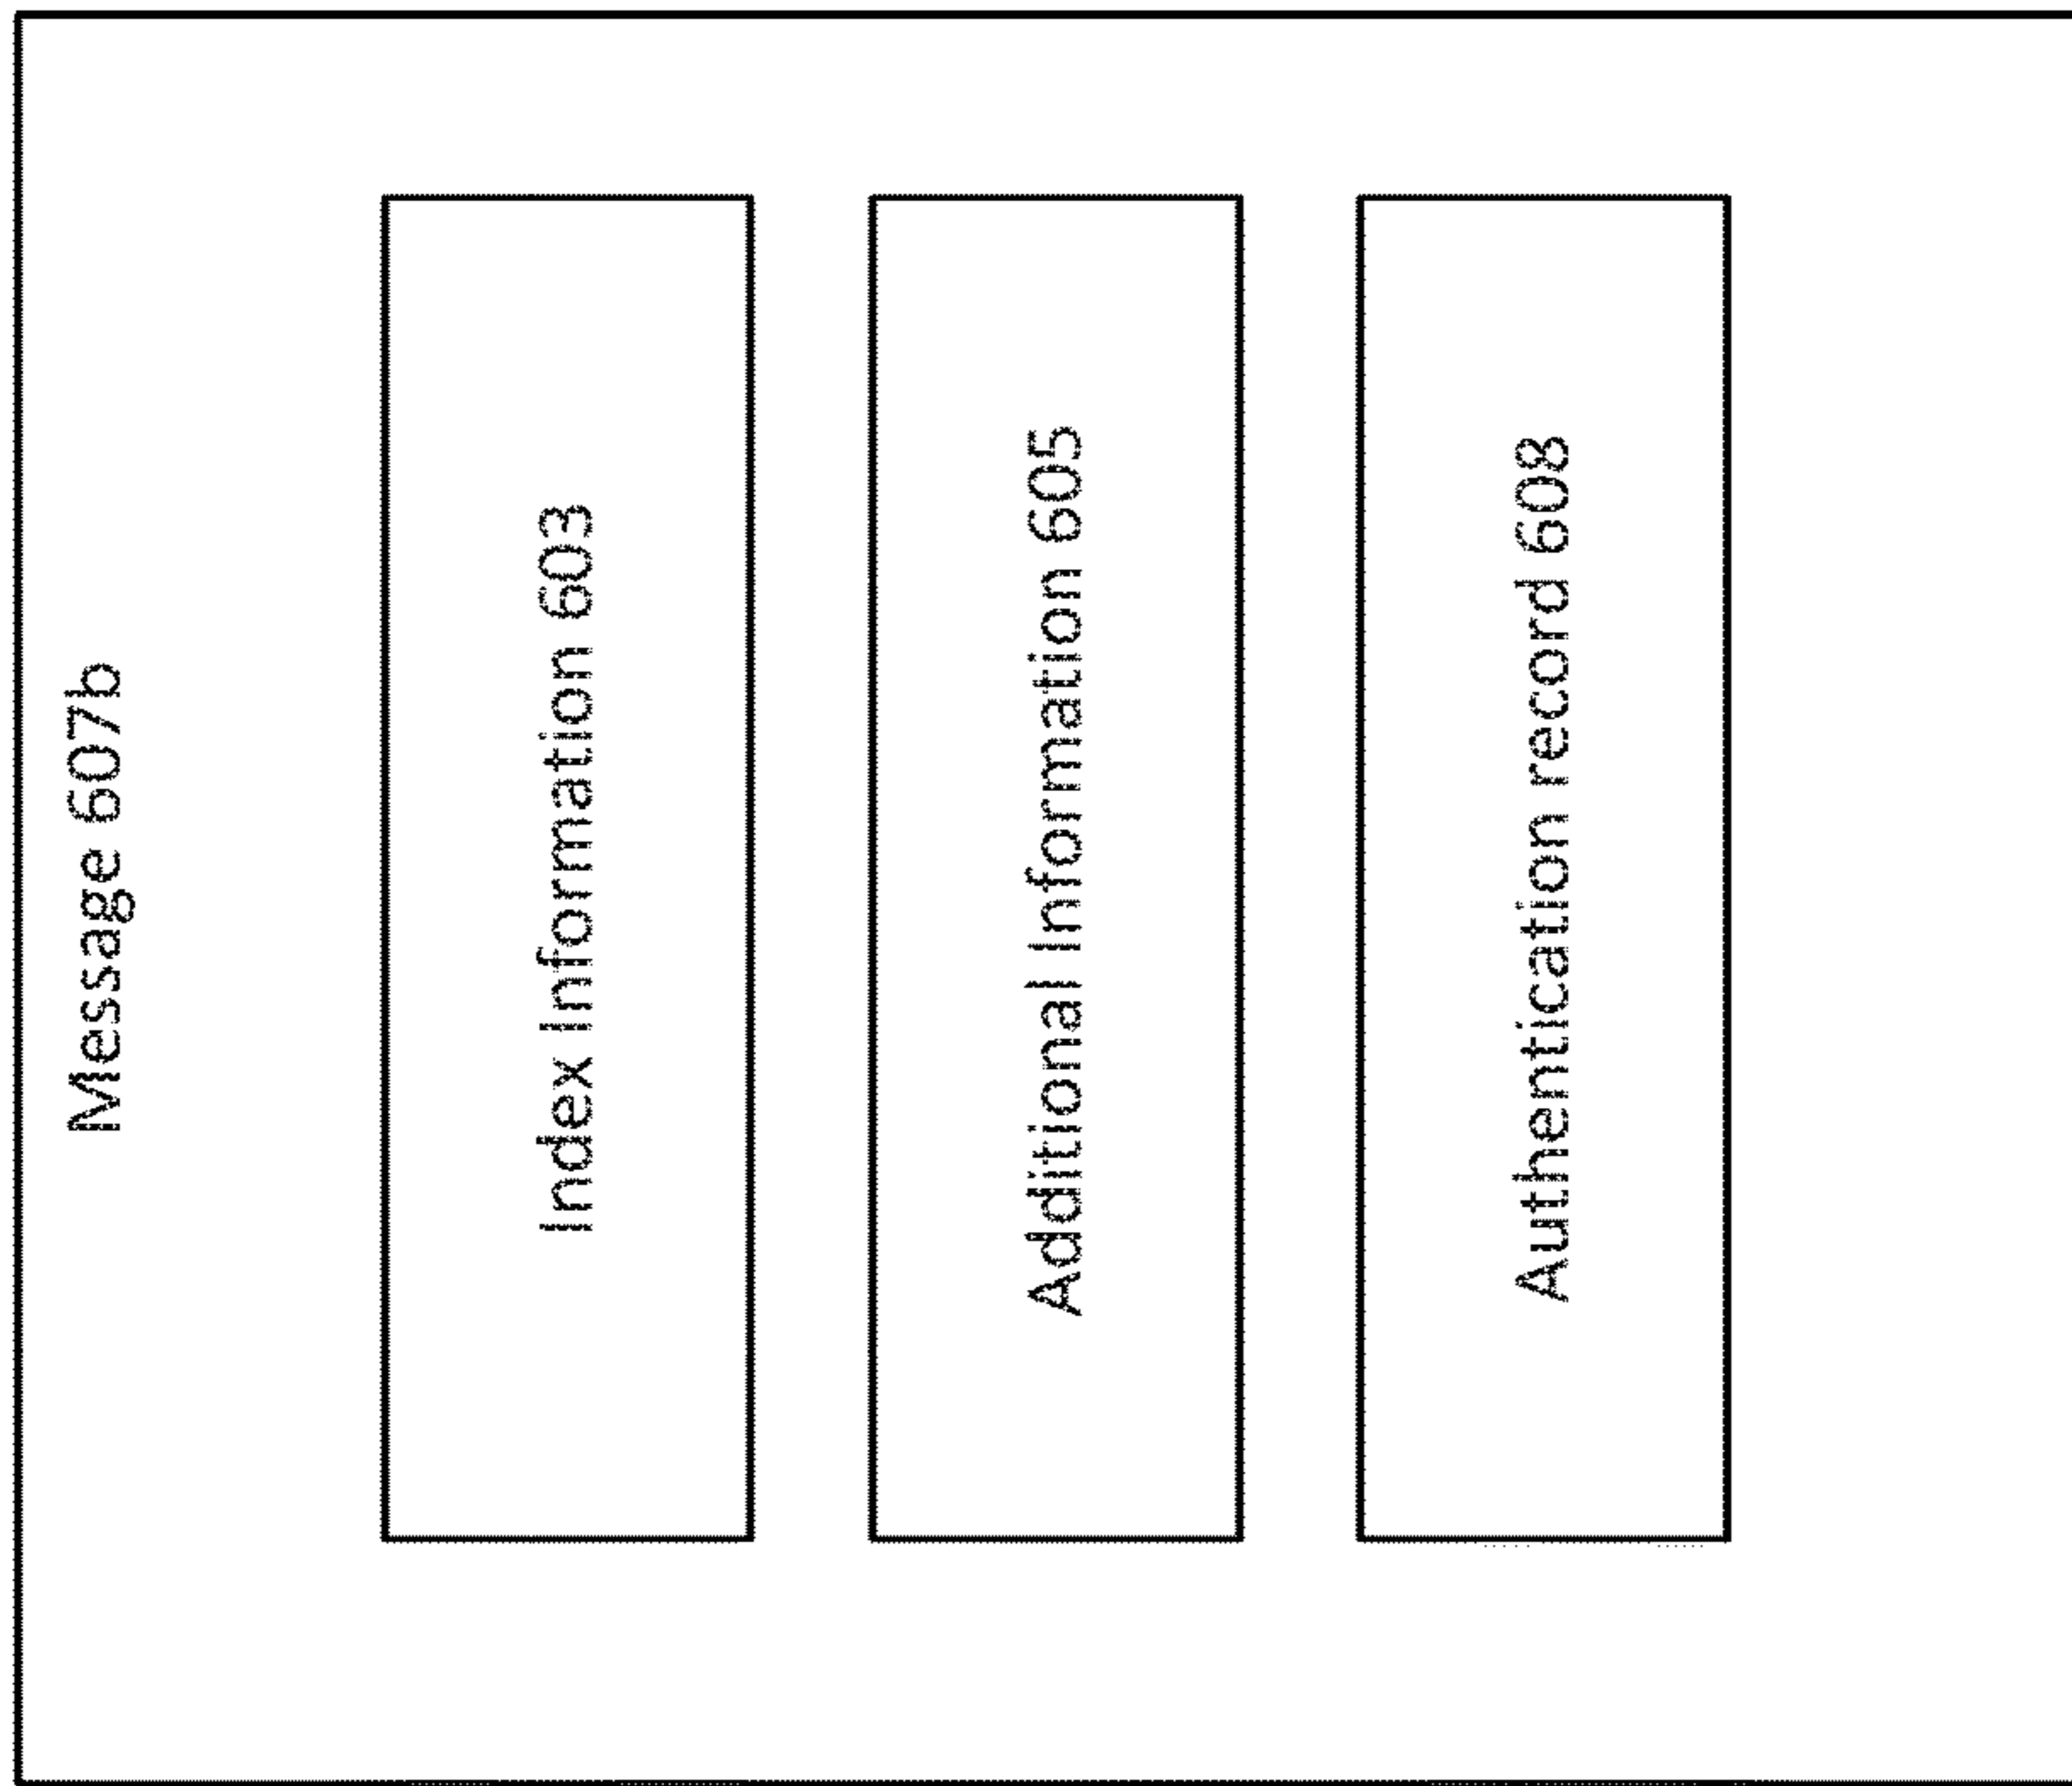 Message 607b
Index Information 603
Additional Information 605
Authentication record 608